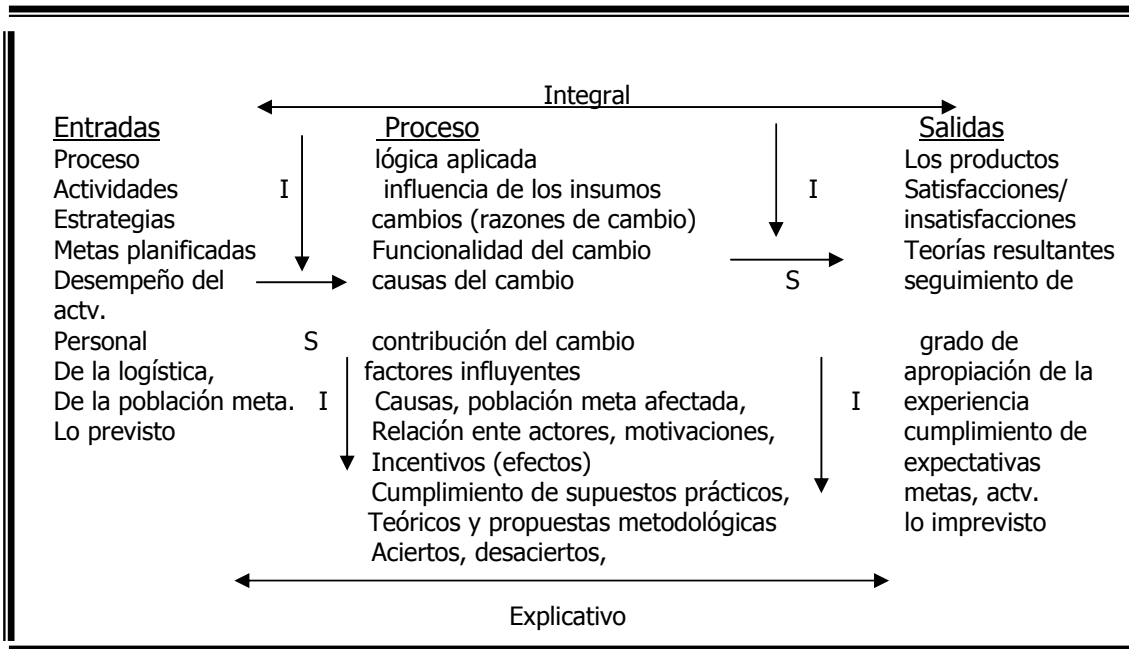 Integral
Entradas Proceso Salidas
Proceso lógica aplicada Los productos
Actividades I influencia de los insumos I Satisfacciones/
Estrategias cambios (razones de cambio) insatisfacciones
Metas planificadas Funcionalidad del cambio Teorías resultantes
Desempeño del causas del cambio S seguimiento de
actv.
Personal S contribución del cambio grado de
De la logística, factores influyentes apropiación de la
De la población meta. I Causas, población meta afectada, I experiencia
Lo previsto Relación ente actores, motivaciones, cumplimiento de
Incentivos (efectos) expectativas
Cumplimiento de supuestos prácticos, metas, actv.
Teóricos y propuestas metodológicas lo imprevisto
Aciertos, desaciertos,
Explicativo